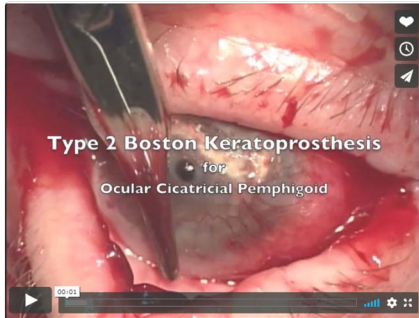 Type 2 Boston Keratoprosthesis
for
Ocular Cicatricial Pemphigoid
00:01